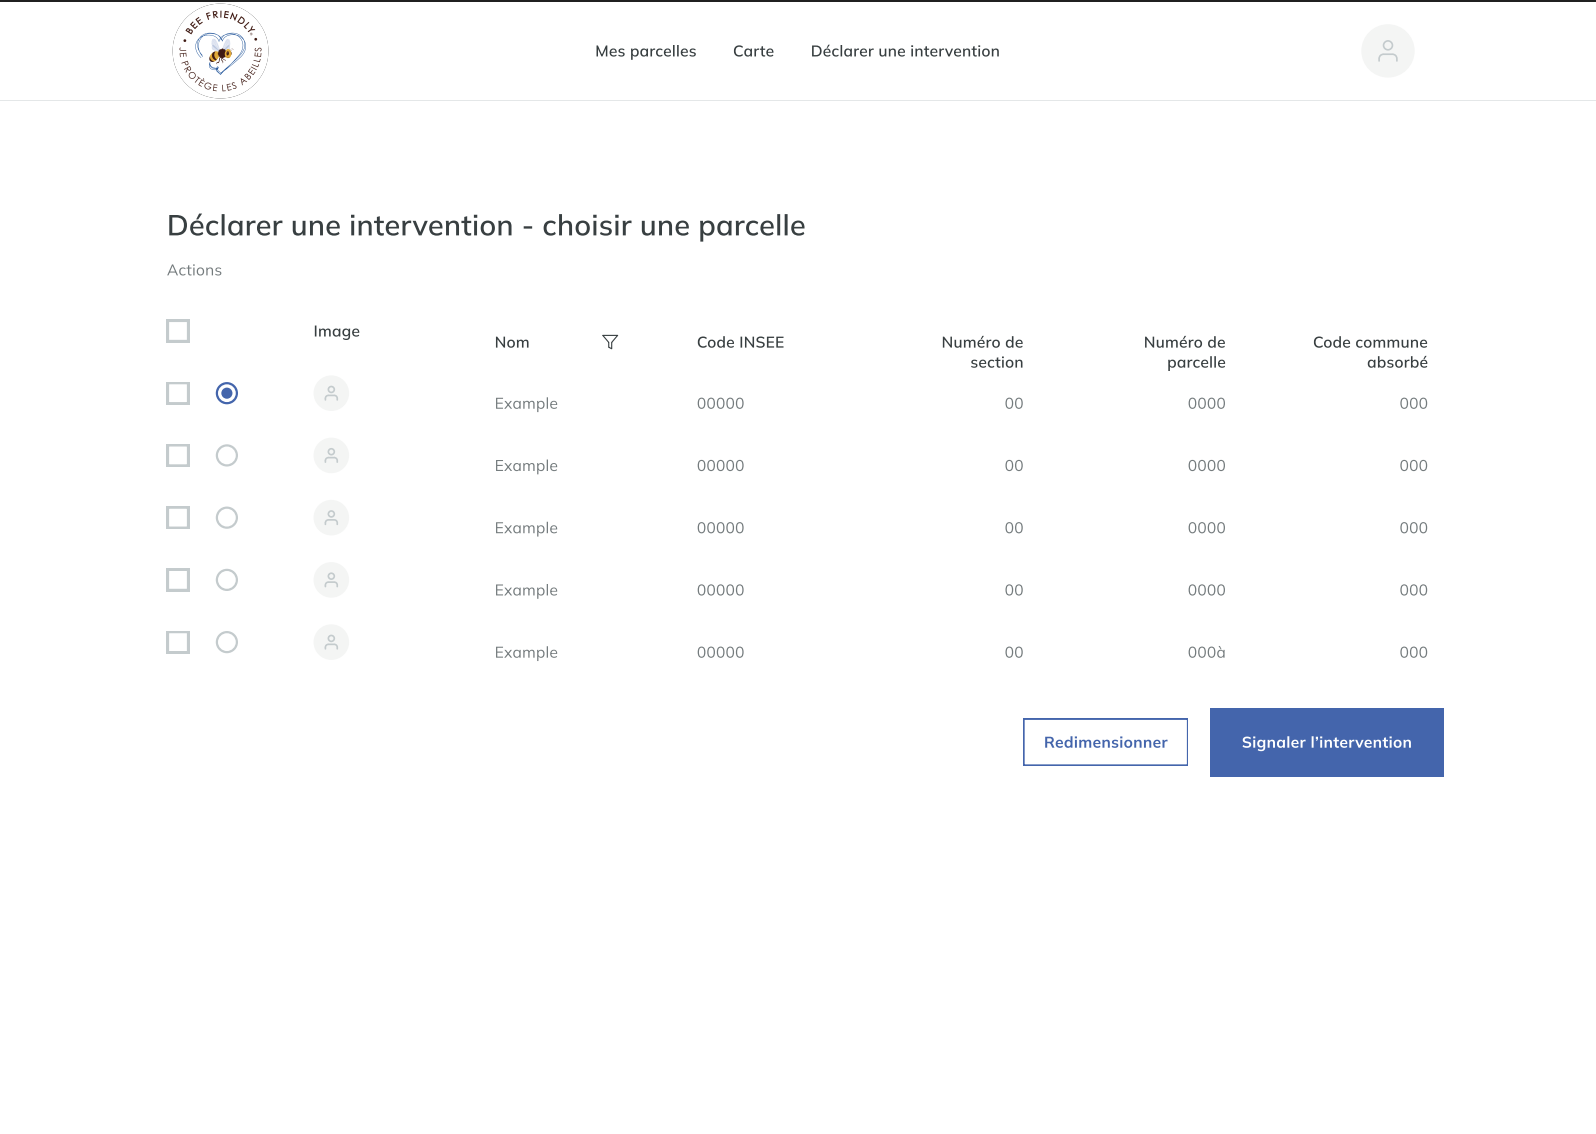 BEE FRIENDLY
JE PROTÈGE LES ABEILLES
Mes parcelles
Carte
Déclarer une intervention
Déclarer une intervention - choisir une parcelle
Actions
Image
Nom
Code INSEE
Numéro de
section
Numéro de
parcelle
Code commune
absorbé
Example 00000 00 0000 000
Example 00000 00 0000 000
Example 00000 00 0000 000
Example 00000 00 0000 000
Example 00000 00 000à 000
Redimensionner
Signaler l’intervention